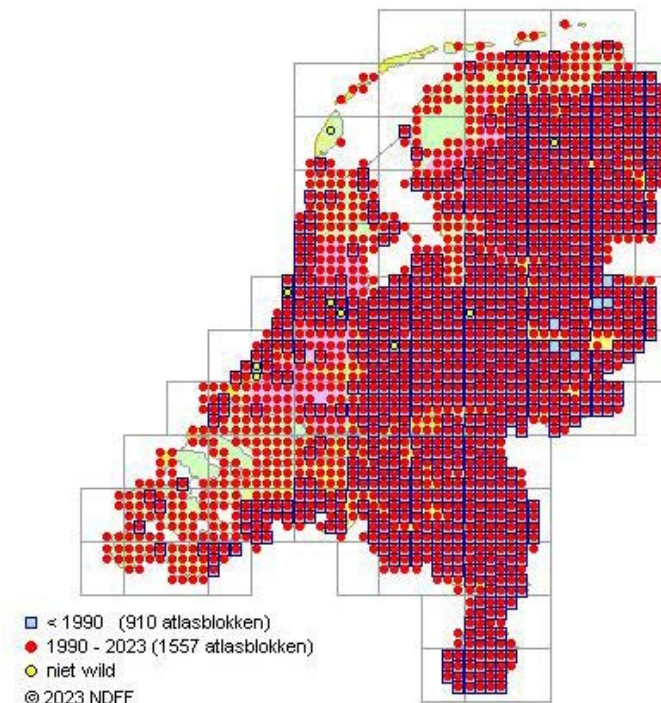 < 1990 (910 atlasblokken)
1990 - 2023 (1557 atlasblokken)
niet wild
© 2023 NDFF